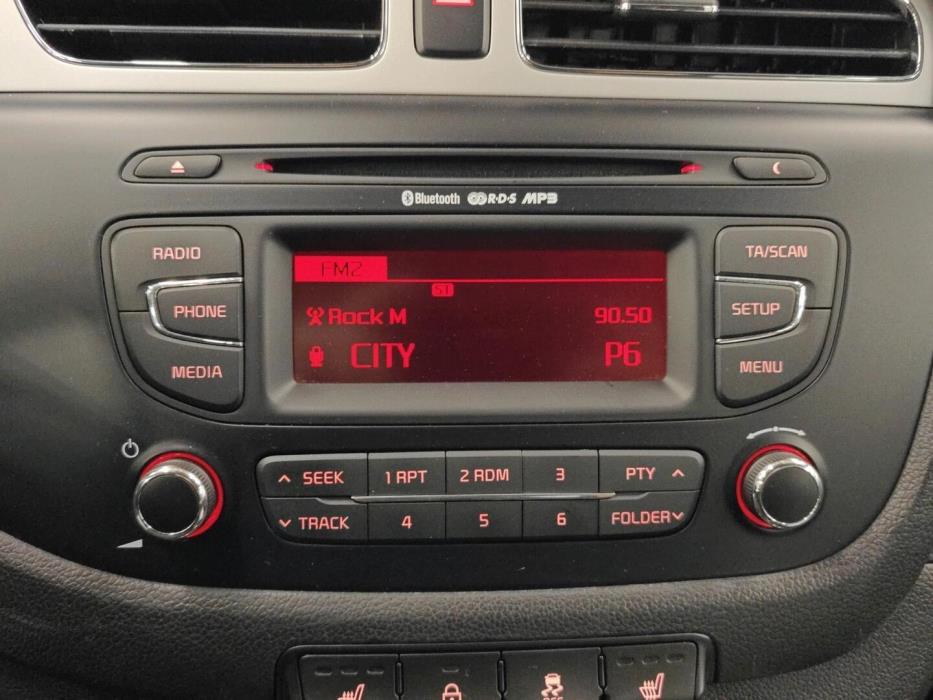 Bluetooth R·D·S MP3
RADIO
PHONE
MEDIA
FM2
ST
Rock M 90.50
CITY P6
TA/SCAN
SETUP
MENU
SEEK 1 RPT 2 RDM 3 PTY
TRACK 4 5 6 FOLDER